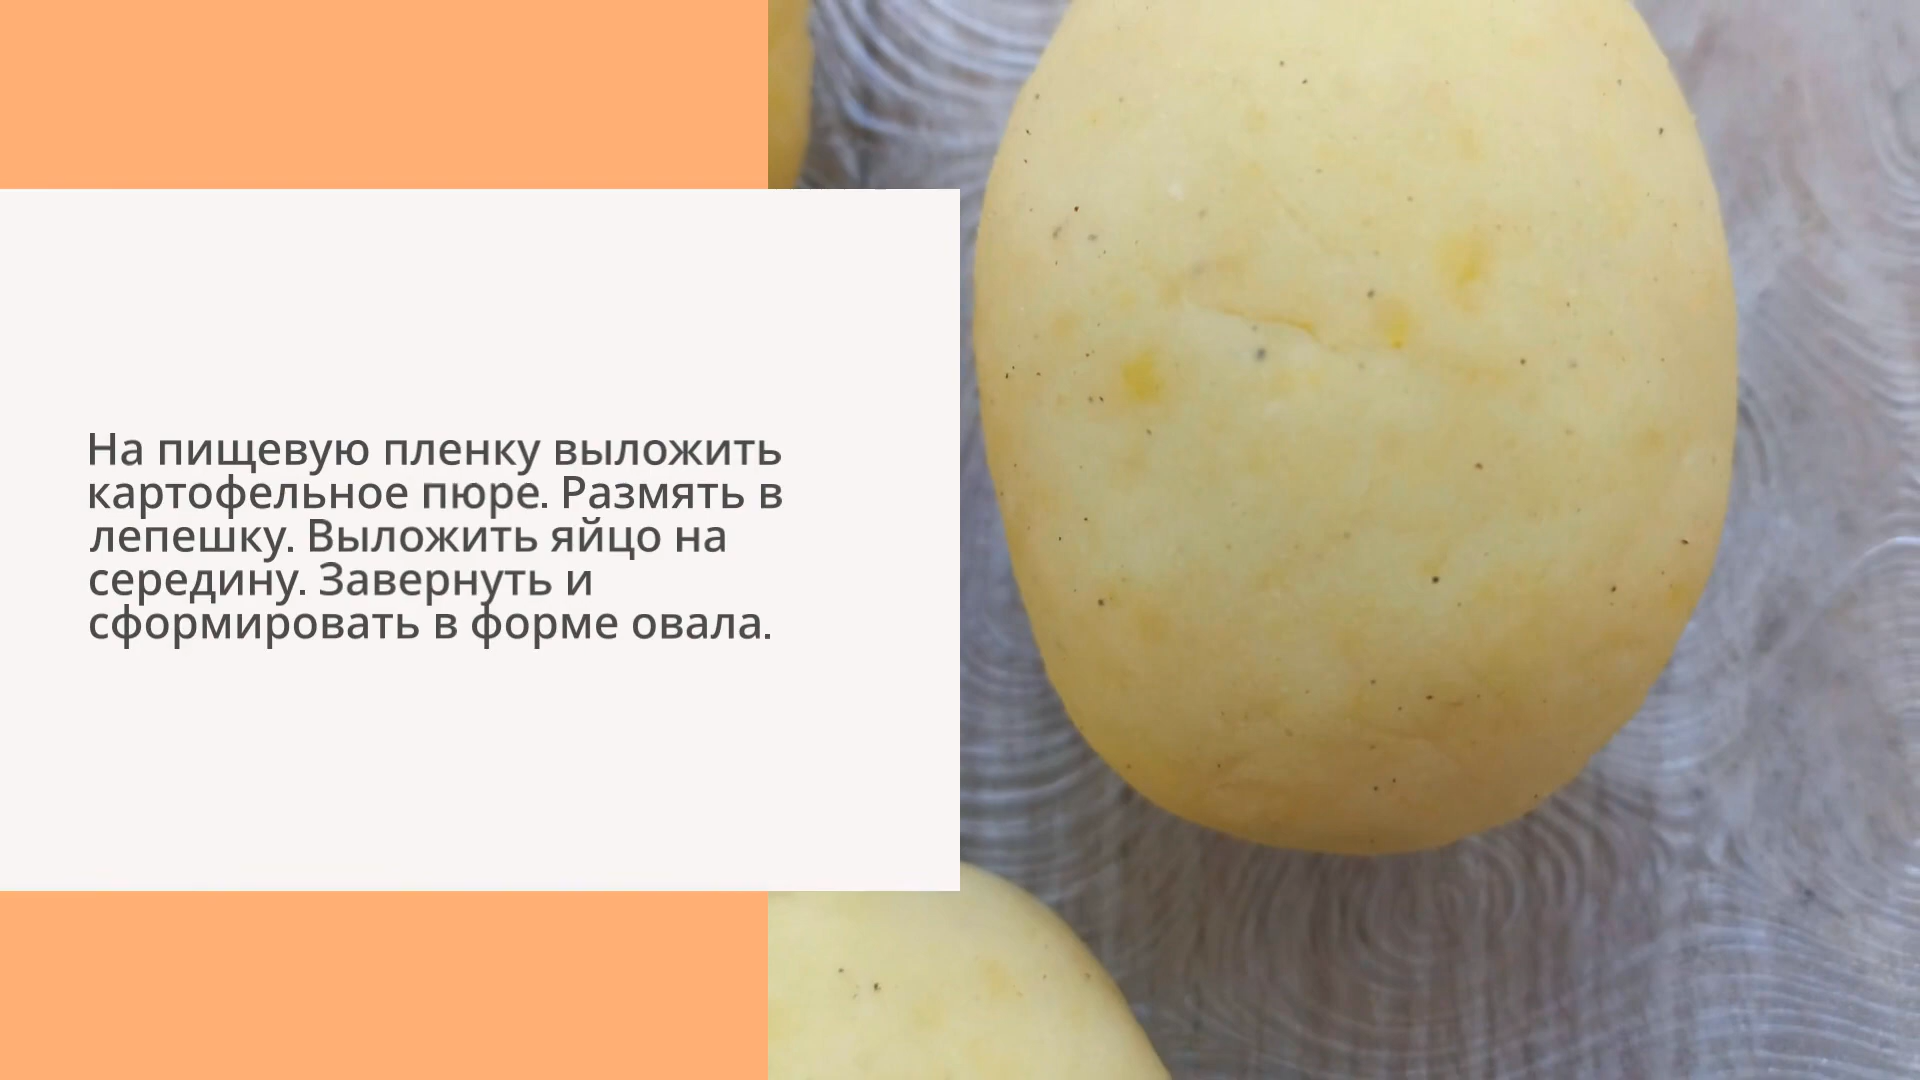 На пищевую пленку выложить
картофельное пюре. Размять в
лепешку. Выложить яйцо на
середину. Завернуть и
сформировать в форме овала.